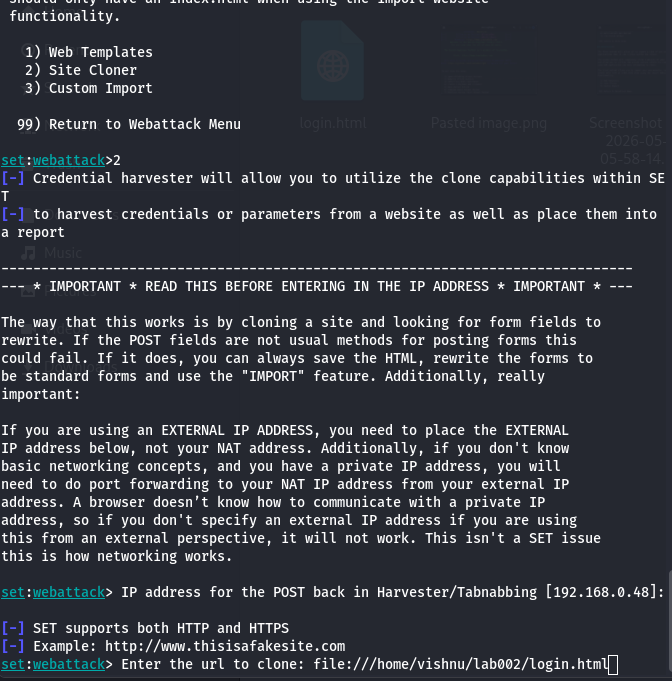 should only have an index.html when using the import website
functionality.
1) Web Templates
2) Site Cloner
3) Custom Import
login.html
Pasted image.png
Screenshot
2026-05-
05-58-14.
99) Return to Webattack Menu
set:webattack>2
[-] Credential harvester will allow you to utilize the clone capabilities within SE
T
[-] to harvest credentials or parameters from a website as well as place them into
a report
Music
-------------------------------------------------------------------------------
--- * IMPORTANT * READ THIS BEFORE ENTERING IN THE IP ADDRESS * IMPORTANT * ---
The way that this works is by cloning a site and looking for form fields to
rewrite. If the POST fields are not usual methods for posting forms this
could fail. If it does, you can always save the HTML, rewrite the forms to
be standard forms and use the "IMPORT" feature. Additionally, really
important:
If you are using an EXTERNAL IP ADDRESS, you need to place the EXTERNAL
IP address below, not your NAT address. Additionally, if you don't know
basic networking concepts, and you have a private IP address, you will
need to do port forwarding to your NAT IP address from your external IP
address. A browser doesn’t know how to communicate with a private IP
address, so if you don't specify an external IP address if you are using
this from an external perspective, it will not work. This isn't a SET issue
this is how networking works.
set:webattack> IP address for the POST back in Harvester/Tabnabbing [192.168.0.48]:
[-] SET supports both HTTP and HTTPS
[-] Example: http://www.thisisafakesite.com
set:webattack> Enter the url to clone: file:///home/vishnu/lab002/login.html